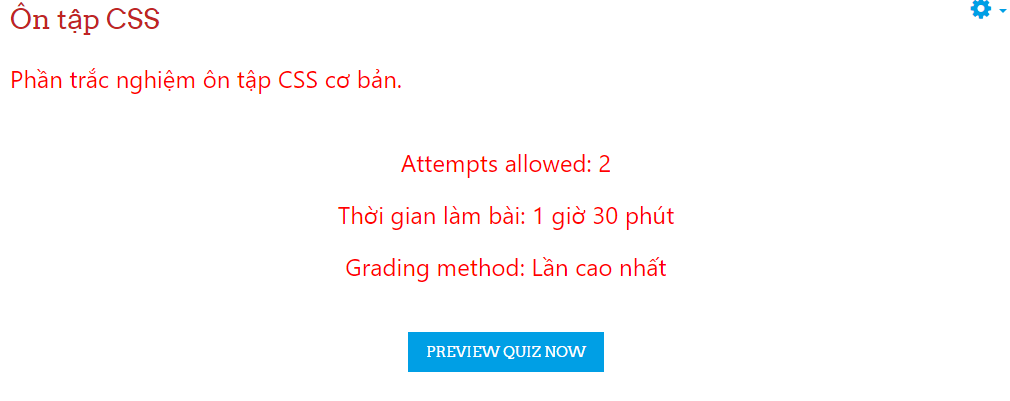 Ôn tập CSS
Phần trắc nghiệm ôn tập CSS cơ bản.
Attempts allowed: 2
Thời gian làm bài: 1 giờ 30 phút
Grading method: Lần cao nhất
PREVIEW QUIZ NOW